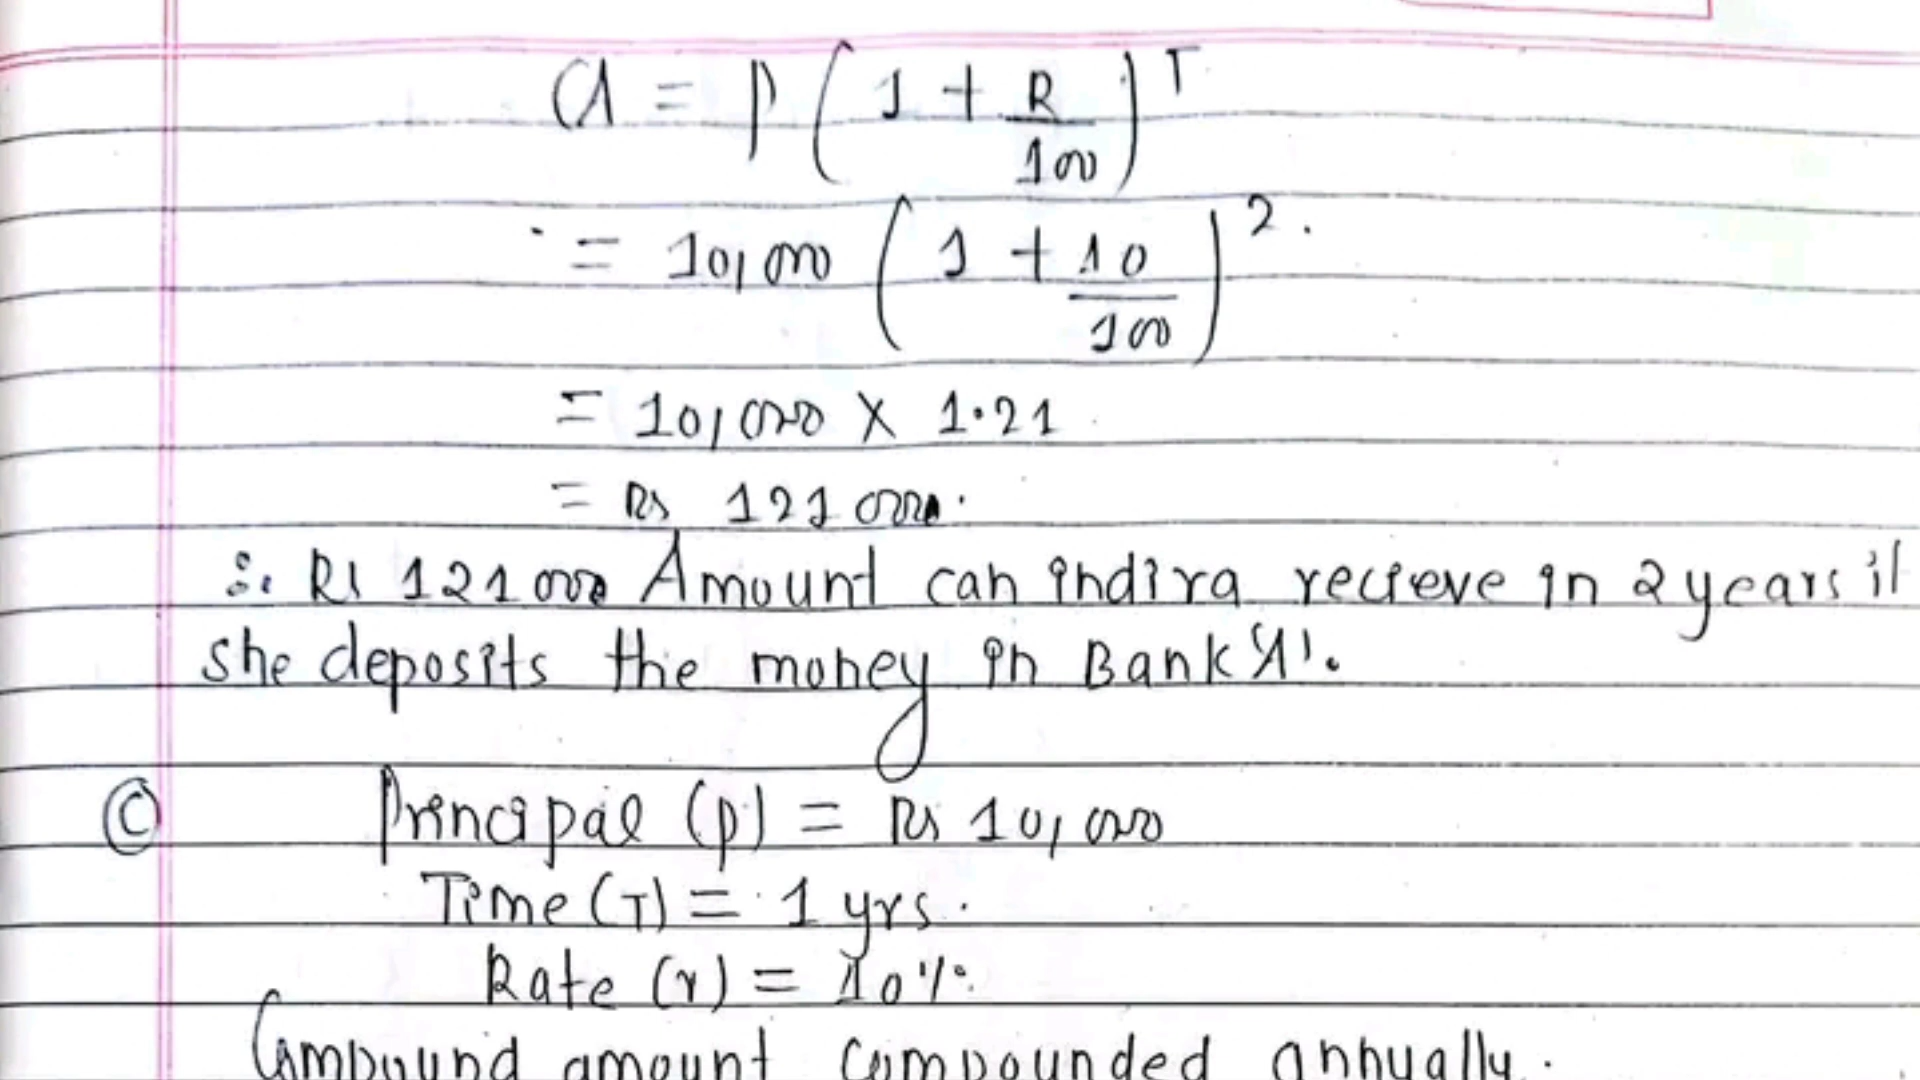 A = P (1 + R/100)^T
= 10,000 (1 + 10/100)^2.
= 10,000 × 1.21
= Rs 121000.
∴ Rs 121000 Amount can indira recieve in 2 years if
she deposits the money in Bank 'A'.
(C) Principal (p) = Rs 10,000
Time (T) = 1 yrs.
Rate (r) = 10%
Compound amount compounded annually.